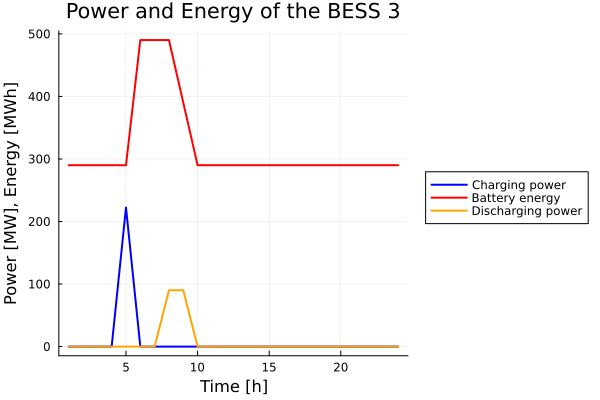 Power and Energy of the BESS 3
Power [MW], Energy [MWh]
500
400
300
200
100
0
5
10
15
20
Time [h]
Charging power
Battery energy
Discharging power